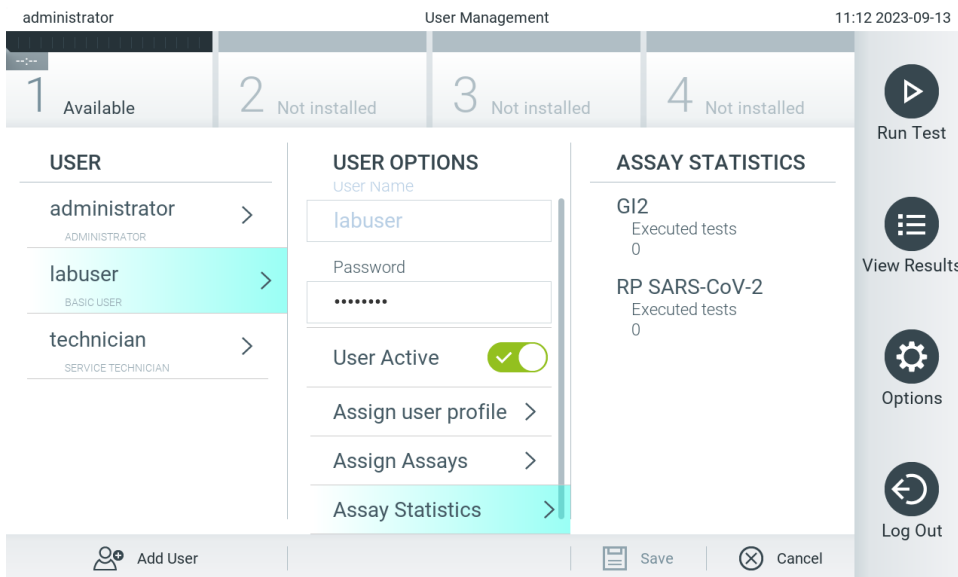 administrator
User Management
11:12 2023-09-13
--:--
1 Available
2 Not installed
3 Not installed
4 Not installed
Run Test
View Results
Options
Log Out
USER
administrator
ADMINISTRATOR
labuser
BASIC USER
technician
SERVICE TECHNICIAN
USER OPTIONS
User Name
labuser
Password
••••••••
User Active
Assign user profile
Assign Assays
Assay Statistics
ASSAY STATISTICS
GI2
Executed tests
0
RP SARS-CoV-2
Executed tests
0
Add User
Save
Cancel